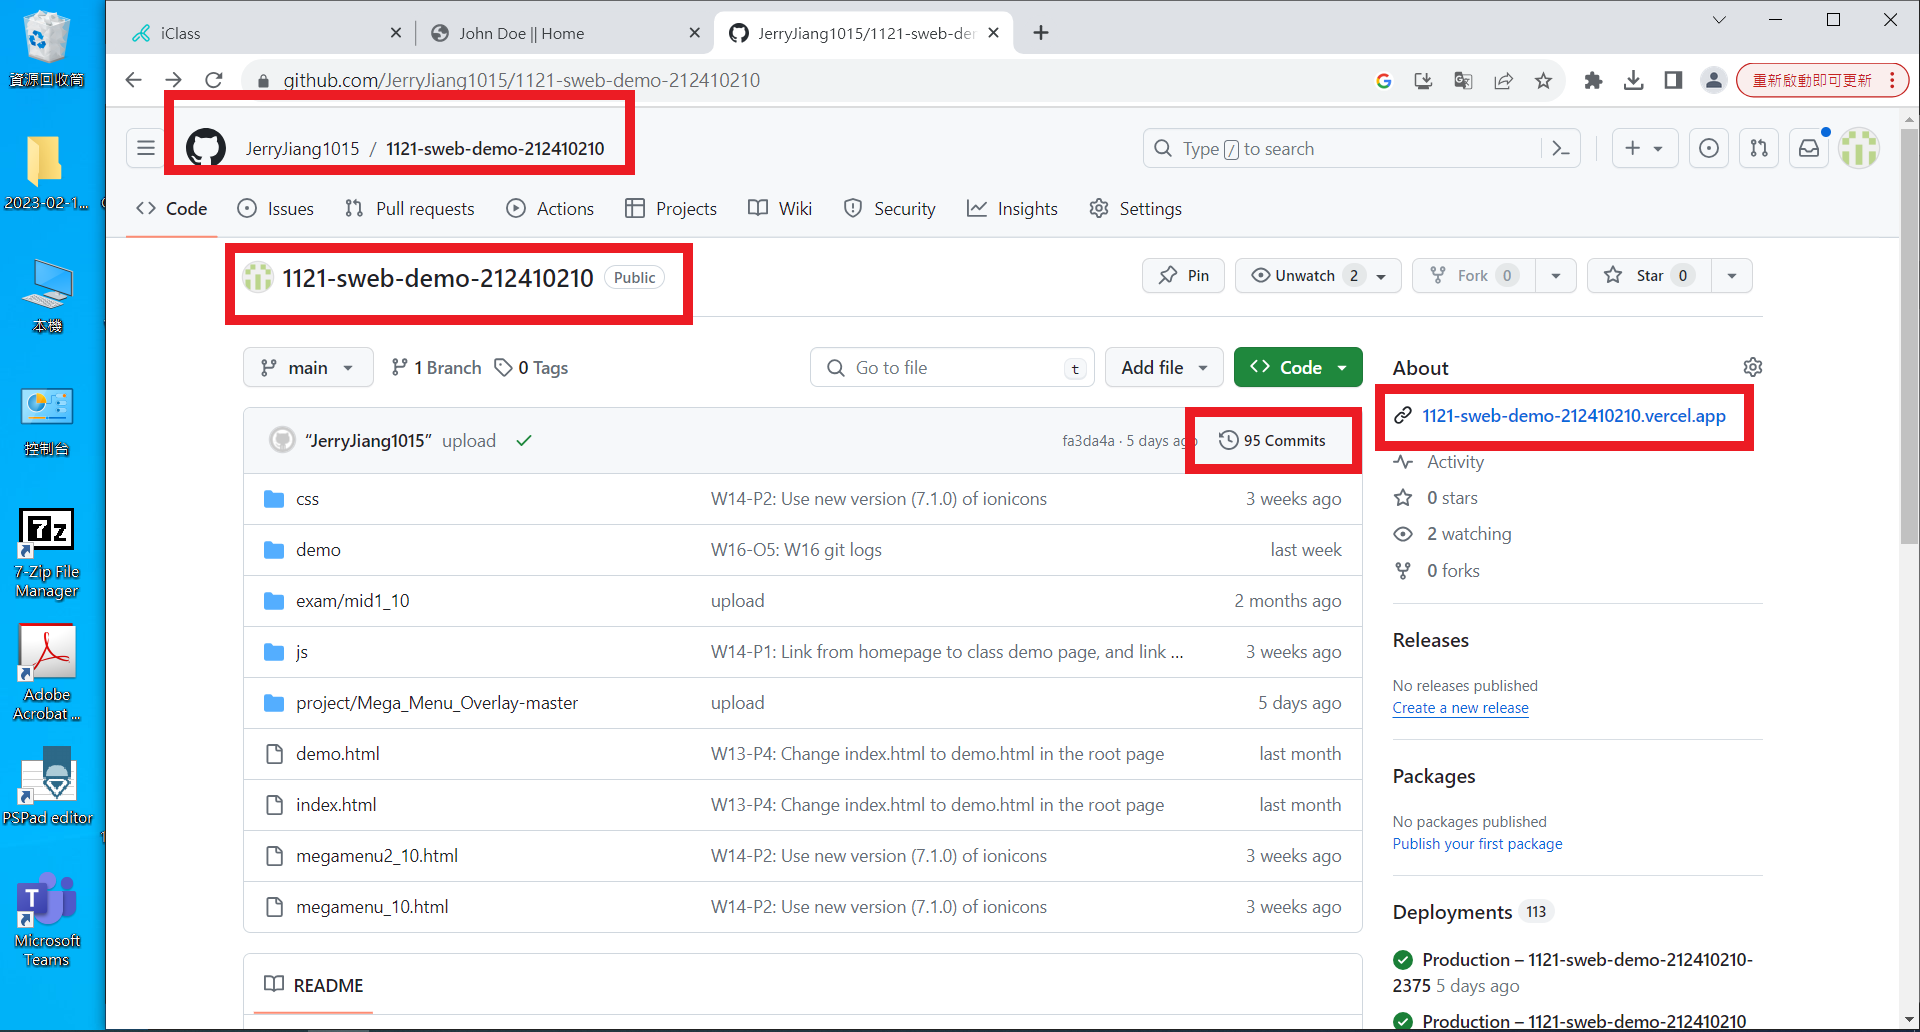 資源回收筒
2023-02-1...
本機
控制台
7-Zip File
Manager
Adobe
Acrobat ...
PSPad editor
Microsoft
Teams
iClass
John Doe || Home
JerryJiang1015/1121-sweb-der
github.com/JerryJiang1015/1121-sweb-demo-212410210
重新啟動即可更新
JerryJiang1015 / 1121-sweb-demo-212410210
Type / to search
Code Issues Pull requests Actions Projects Wiki Security Insights Settings
1121-sweb-demo-212410210 Public
Pin Unwatch 2 Fork 0 Star 0
main 1 Branch 0 Tags Go to file t Add file Code
"JerryJiang1015" upload fa3da4a · 5 days ago 95 Commits
css W14-P2: Use new version (7.1.0) of ionicons 3 weeks ago
demo W16-O5: W16 git logs last week
exam/mid1_10 upload 2 months ago
js W14-P1: Link from homepage to class demo page, and link ... 3 weeks ago
project/Mega_Menu_Overlay-master upload 5 days ago
demo.html W13-P4: Change index.html to demo.html in the root page last month
index.html W13-P4: Change index.html to demo.html in the root page last month
megamenu2_10.html W14-P2: Use new version (7.1.0) of ionicons 3 weeks ago
megamenu_10.html W14-P2: Use new version (7.1.0) of ionicons 3 weeks ago
README
About
1121-sweb-demo-212410210.vercel.app
Activity
0 stars
2 watching
0 forks
Releases
No releases published
Create a new release
Packages
No packages published
Publish your first package
Deployments 113
Production – 1121-sweb-demo-212410210-
2375 5 days ago
Production – 1121-sweb-demo-212410210